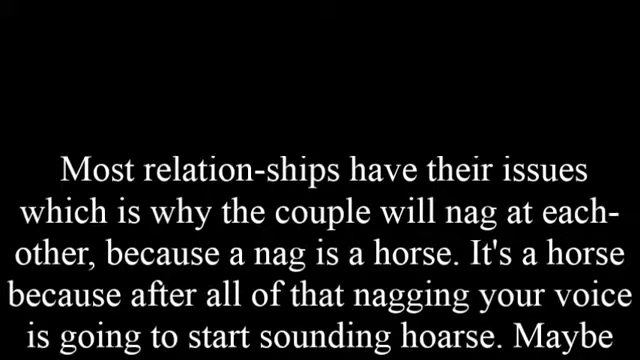 Most relation-ships have their issues
which is why the couple will nag at each-
other, because a nag is a horse. It's a horse
because after all of that nagging your voice
is going to start sounding hoarse. Maybe